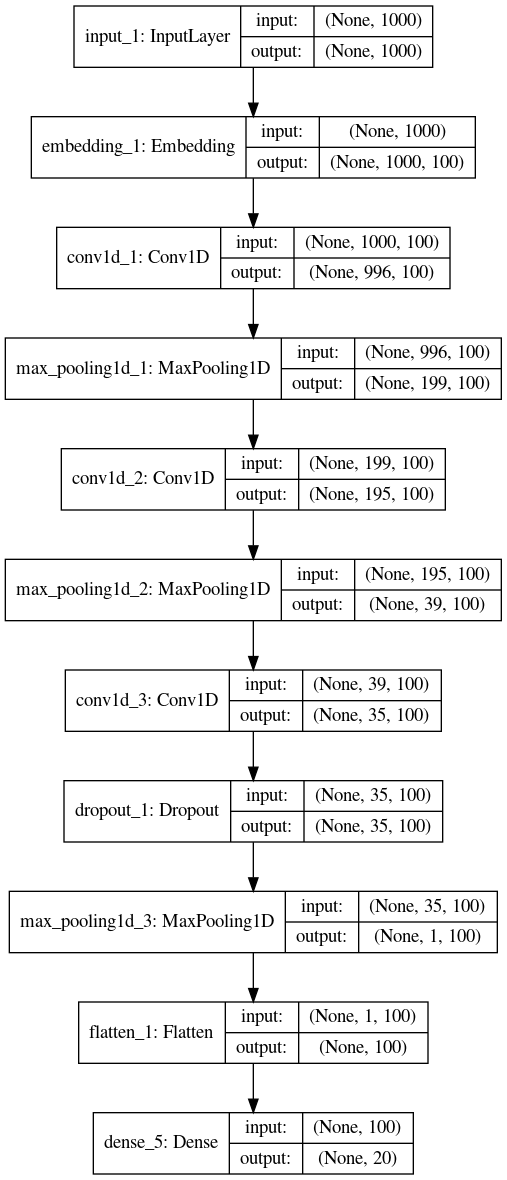 input_1: InputLayer
input:
(None, 1000)
output:
(None, 1000)
embedding_1: Embedding
input:
(None, 1000)
output:
(None, 1000, 100)
conv1d_1: Conv1D
input:
(None, 1000, 100)
output:
(None, 996, 100)
max_pooling1d_1: MaxPooling1D
input:
(None, 996, 100)
output:
(None, 199, 100)
conv1d_2: Conv1D
input:
(None, 199, 100)
output:
(None, 195, 100)
max_pooling1d_2: MaxPooling1D
input:
(None, 195, 100)
output:
(None, 39, 100)
conv1d_3: Conv1D
input:
(None, 39, 100)
output:
(None, 35, 100)
dropout_1: Dropout
input:
(None, 35, 100)
output:
(None, 35, 100)
max_pooling1d_3: MaxPooling1D
input:
(None, 35, 100)
output:
(None, 1, 100)
flatten_1: Flatten
input:
(None, 1, 100)
output:
(None, 100)
dense_5: Dense
input:
(None, 100)
output:
(None, 20)